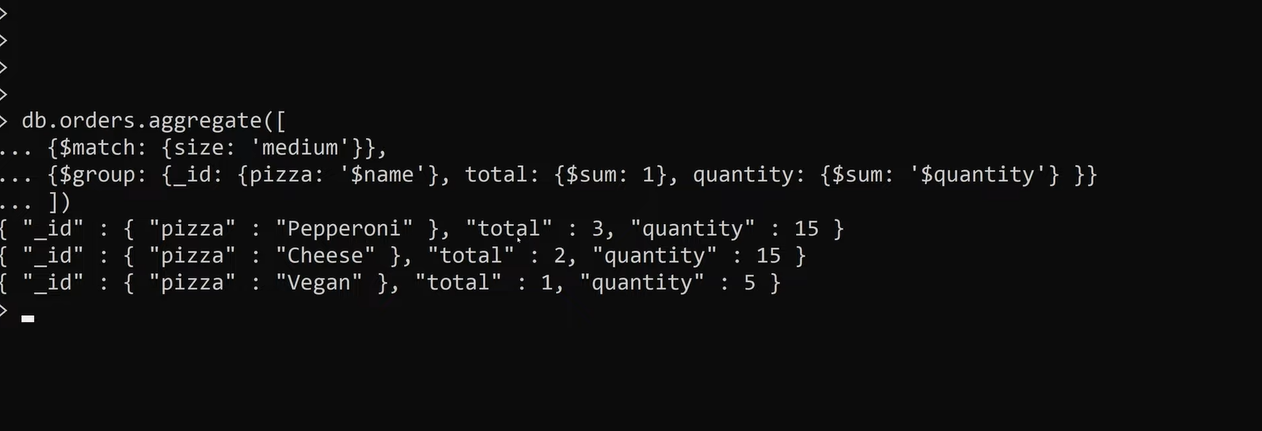 >
>
>
>
> db.orders.aggregate([
... {$match: {size: 'medium'}},
... {$group: {_id: {pizza: '$name'}, total: {$sum: 1}, quantity: {$sum: '$quantity'} }}
... ])
{ "_id" : { "pizza" : "Pepperoni" }, "total" : 3, "quantity" : 15 }
{ "_id" : { "pizza" : "Cheese" }, "total" : 2, "quantity" : 15 }
{ "_id" : { "pizza" : "Vegan" }, "total" : 1, "quantity" : 5 }
>